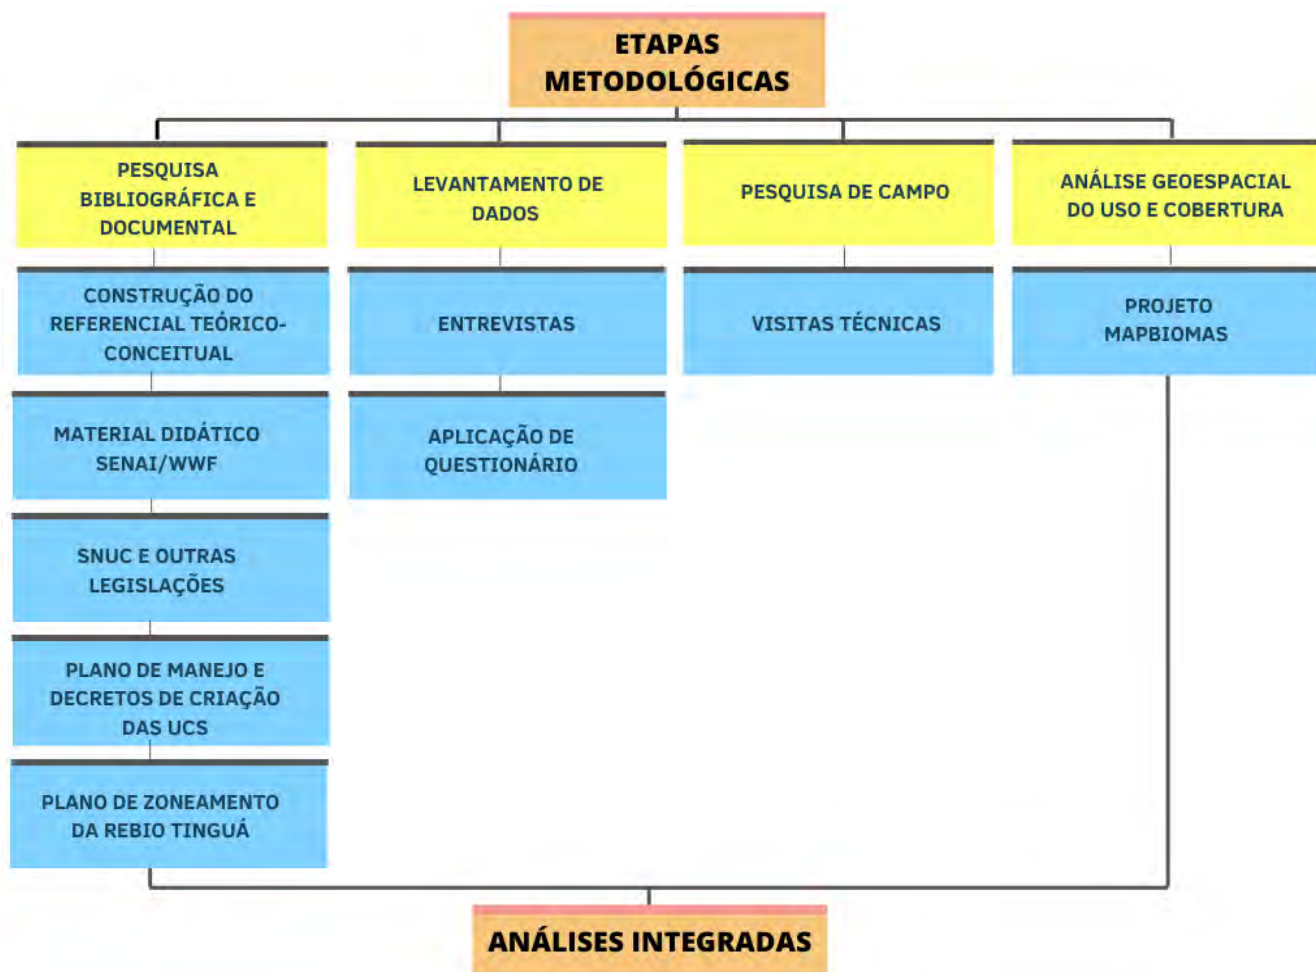 ETAPAS
METODOLÓGICAS
PESQUISA
BIBLIOGRÁFICA E
DOCUMENTAL
LEVANTAMENTO DE
DADOS
PESQUISA DE CAMPO
ANÁLISE GEOESPACIAL
DO USO E COBERTURA
CONSTRUÇÃO DO
REFERENCIAL TEÓRICO-
CONCEITUAL
ENTREVISTAS
VISITAS TÉCNICAS
PROJETO
MAPBIOMAS
MATERIAL DIDÁTICO
SENAI/WWF
APLICAÇÃO DE
QUESTIONÁRIO
SNUC E OUTRAS
LEGISLAÇÕES
PLANO DE MANEJO E
DECRETOS DE CRIAÇÃO
DAS UCS
PLANO DE ZONEAMENTO
DA REBIO TINGUÁ
ANÁLISES INTEGRADAS